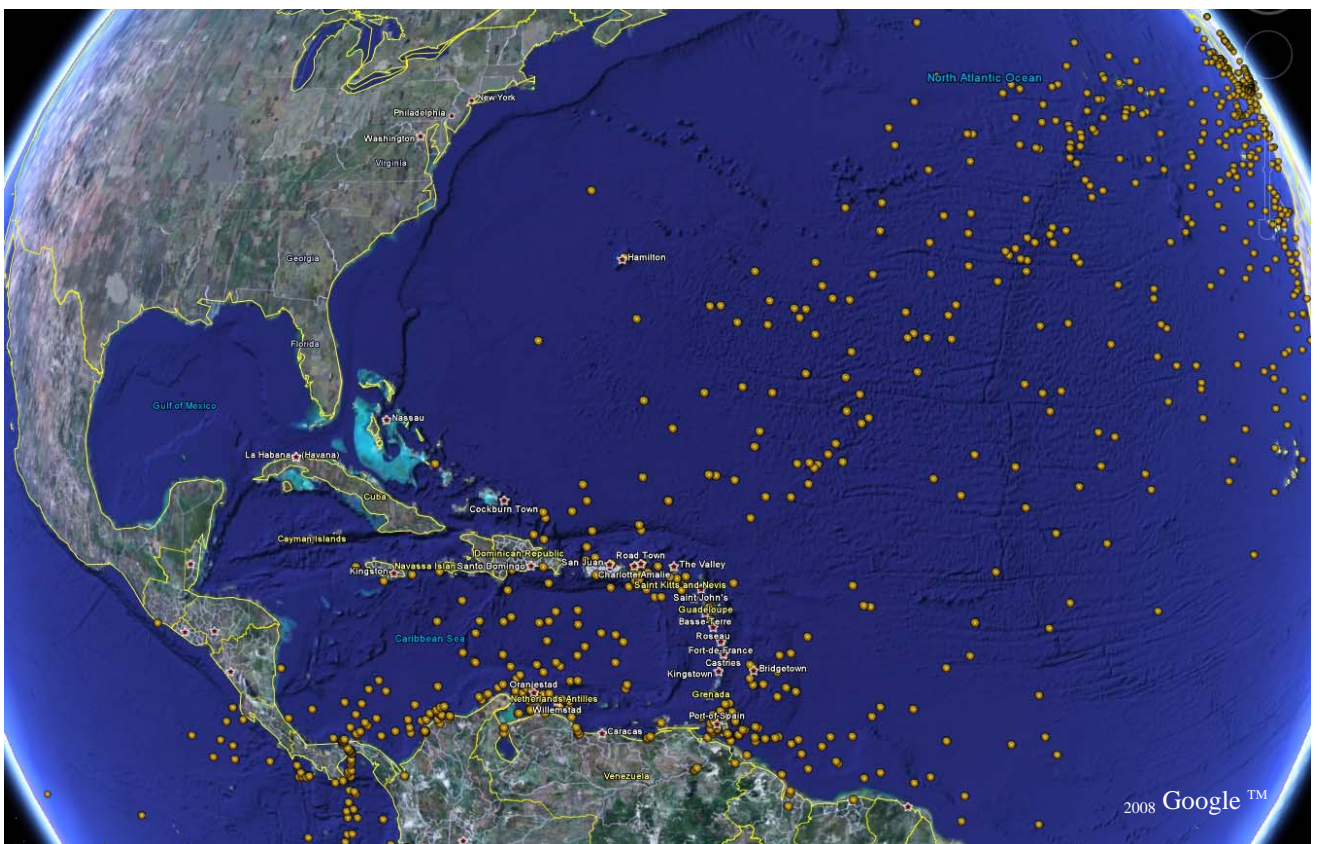 North Atlantic Ocean
New York
Philadelphia
Washington
Virginia
Hamilton
Georgia
Florida
Gulf of Mexico
Nassau
La Habana (Havana)
Cuba
Cockburn Town
Cayman Islands
Dominican Republic
Road Town
Kingston
Navassa Islan
Santo Domingo
San Juan
The Valley
Charlotte Amalie
Saint Kitts and Nevis
Saint John's
Guadeloupe
Basse-Terre
Caribbean Sea
Roseau
Fort-de-France
Castries
Kingstown
Bridgetown
Oranjestad
Netherlands Antilles
Grenada
Willemstad
Port-of-Spain
Caracas
Venezuela
2008 Google ™